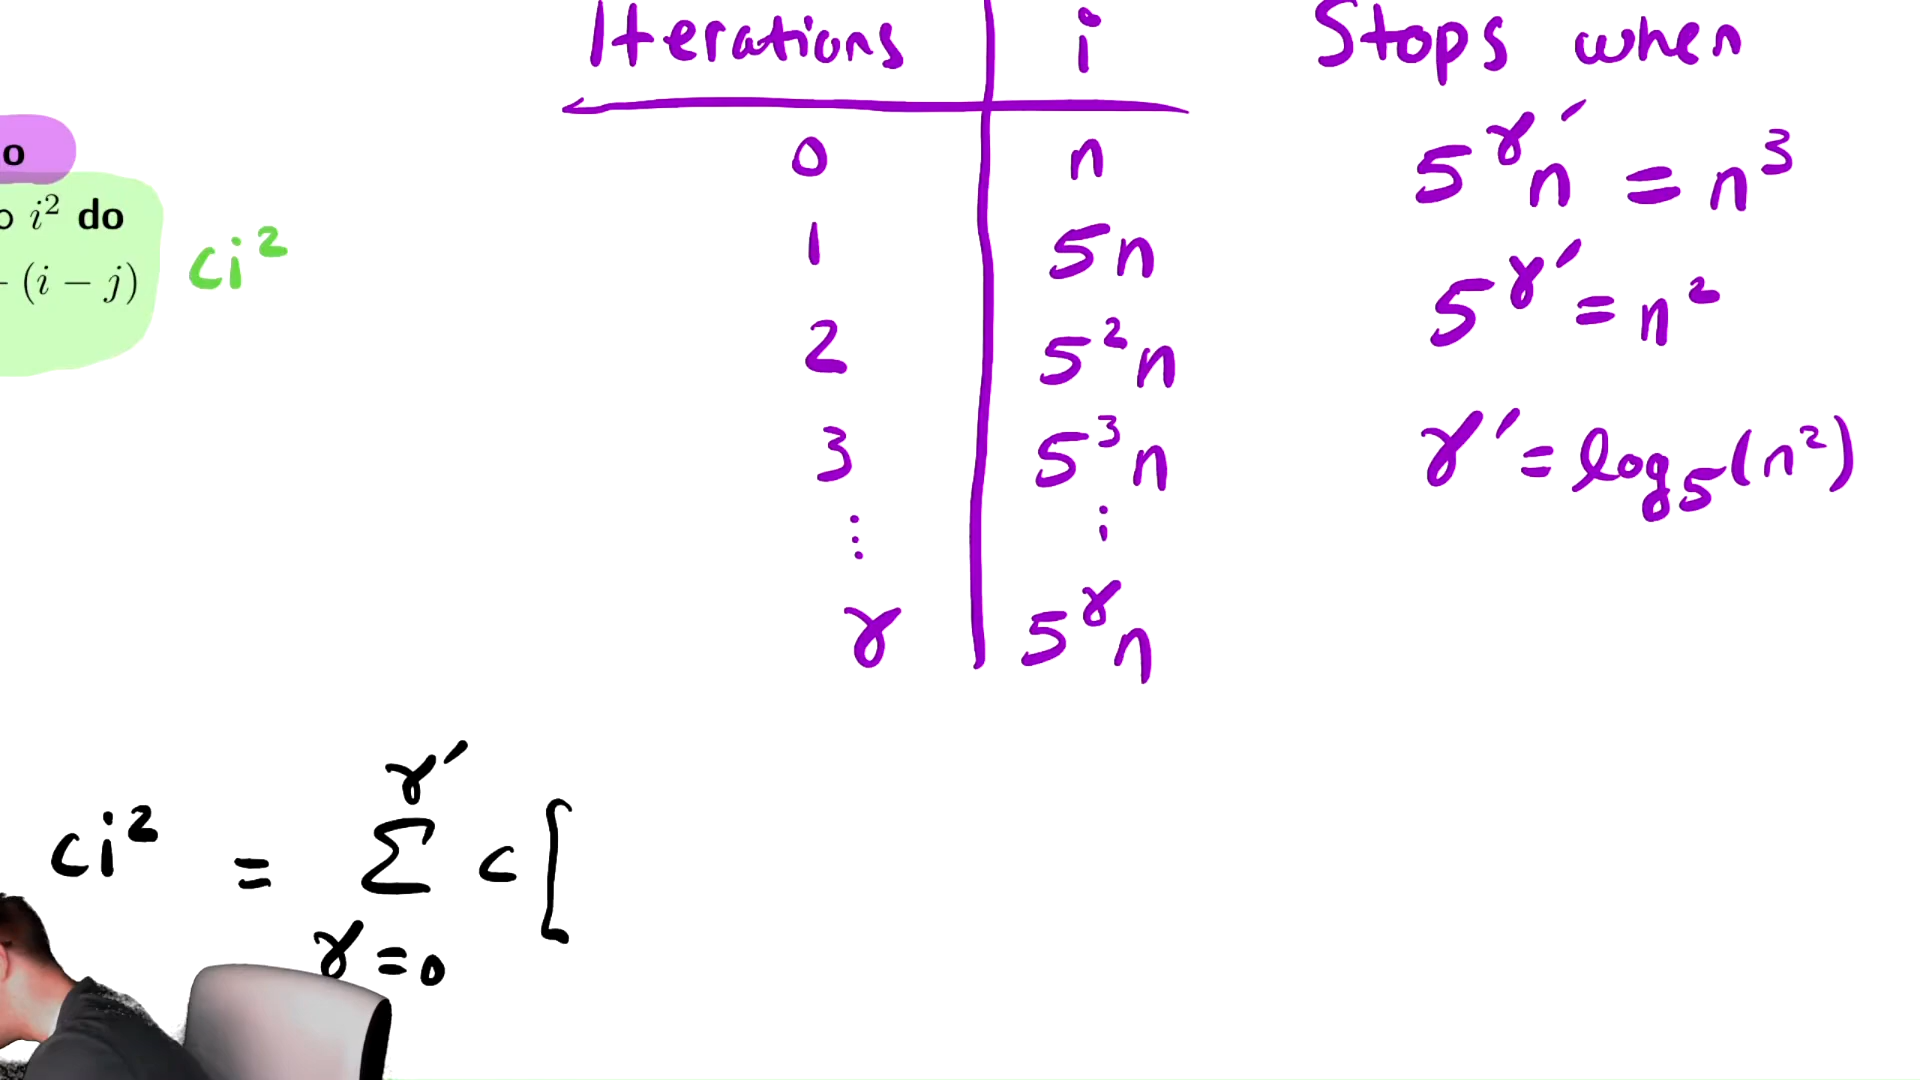 Iterations | i
0 | n
1 | 5n
2 | 5²n
3 | 5³n
⋮ | ⋮
γ | 5^γ n
Stops when
5^γ′ n = n³
5^γ′ = n²
γ′ = log₅(n²)
o
o i² do
- (i − j)
ci²
ci² = Σ_{γ=0}^{γ′} c [